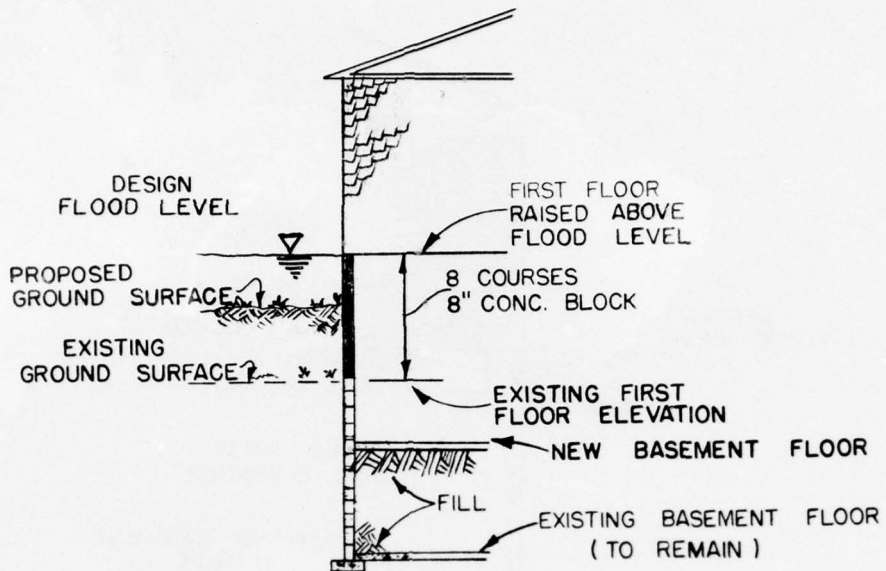 DESIGN
FLOOD LEVEL
FIRST FLOOR
RAISED ABOVE
FLOOD LEVEL
PROPOSED
GROUND SURFACE
8 COURSES
8" CONC. BLOCK
EXISTING
GROUND SURFACE
EXISTING FIRST
FLOOR ELEVATION
NEW BASEMENT FLOOR
FILL
EXISTING BASEMENT FLOOR
( TO REMAIN )